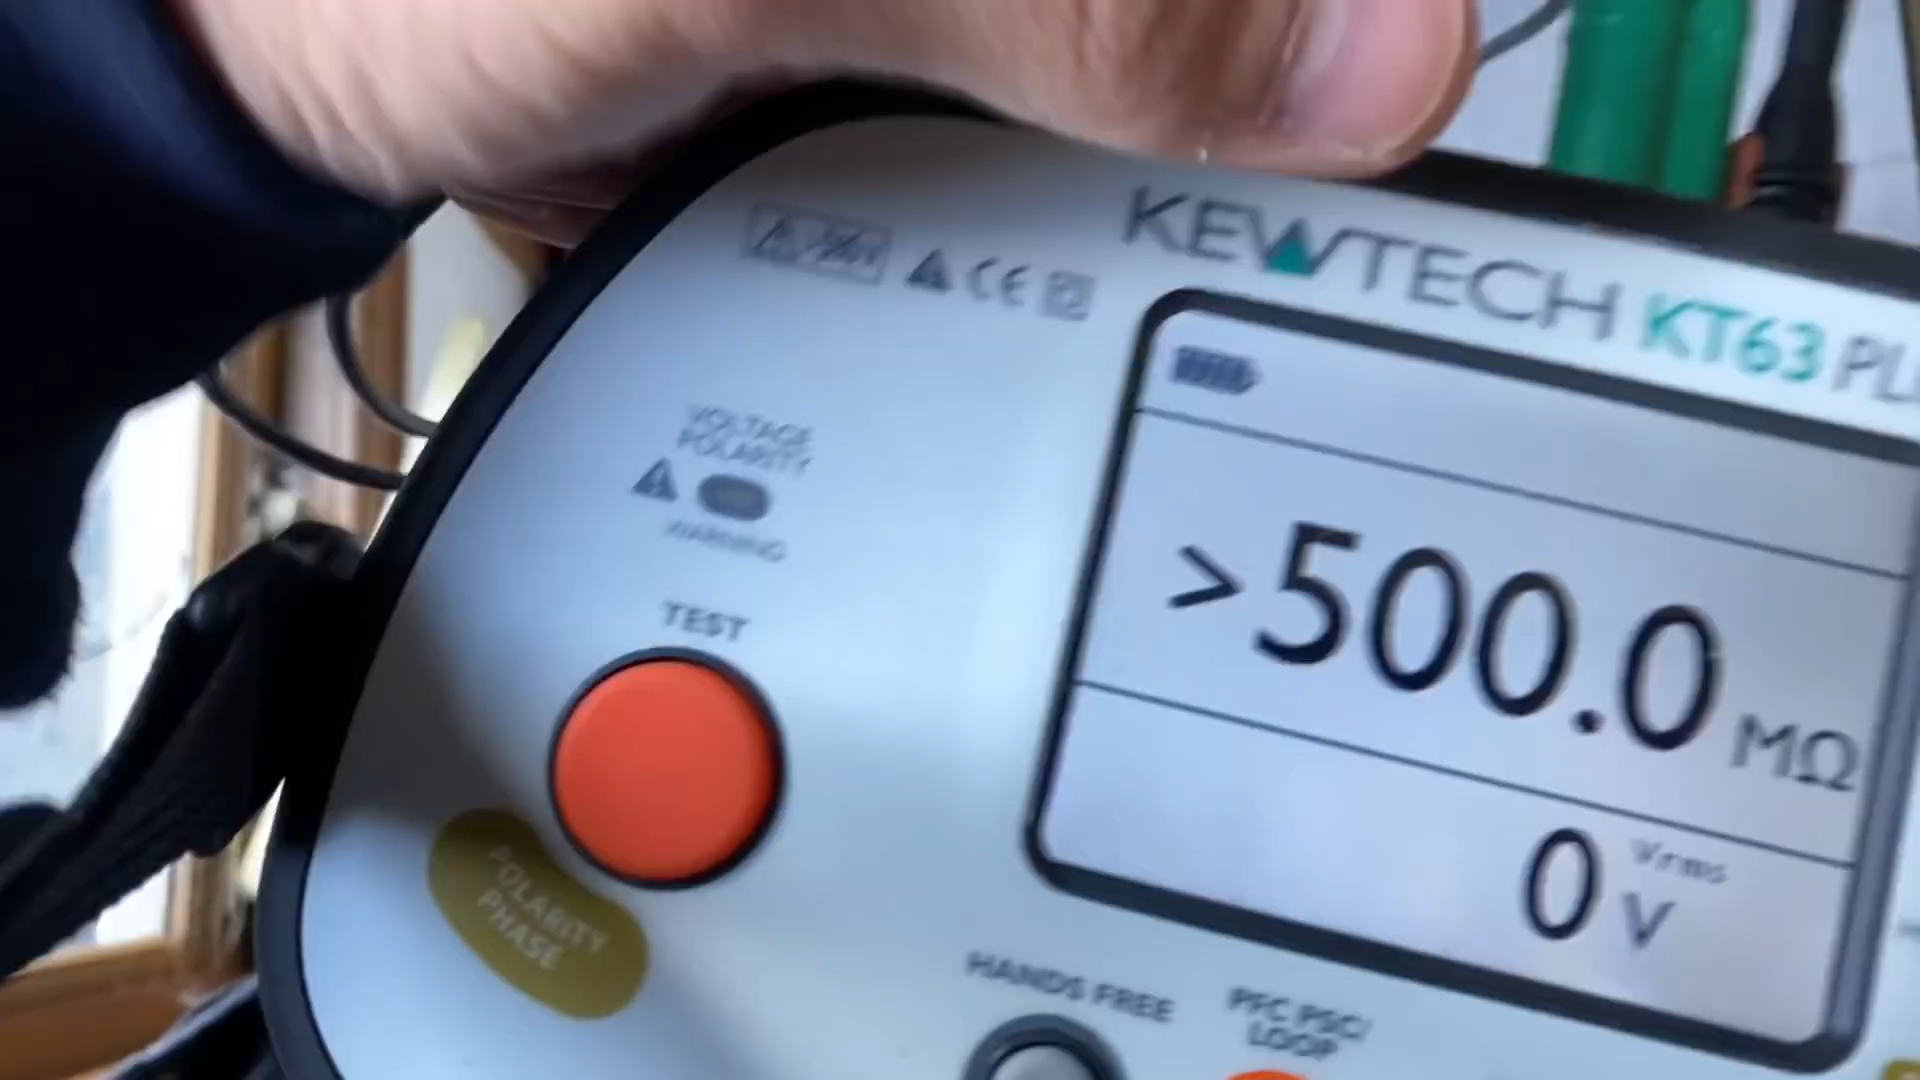 KEWTECH KT63 PL
CE
VOLTAGE
POLARITY
WARNING
TEST
>500.0 MΩ
0 V
Vrms
POLARITY
PHASE
HANDS FREE
PFC PSC/
LOOP